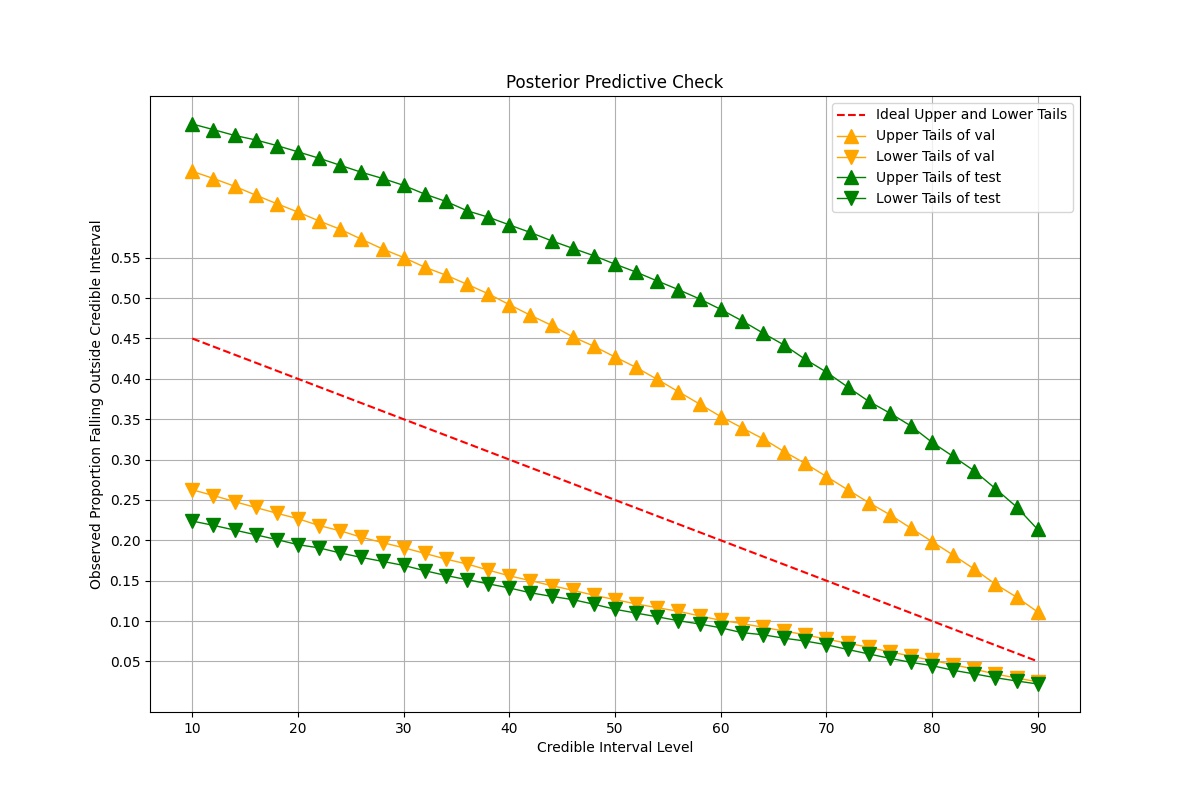 Posterior Predictive Check
Ideal Upper and Lower Tails
Upper Tails of val
Lower Tails of val
Upper Tails of test
Lower Tails of test
Observed Proportion Falling Outside Credible Interval
0.55
0.50
0.45
0.40
0.35
0.30
0.25
0.20
0.15
0.10
0.05
10 20 30 40 50 60 70 80 90
Credible Interval Level